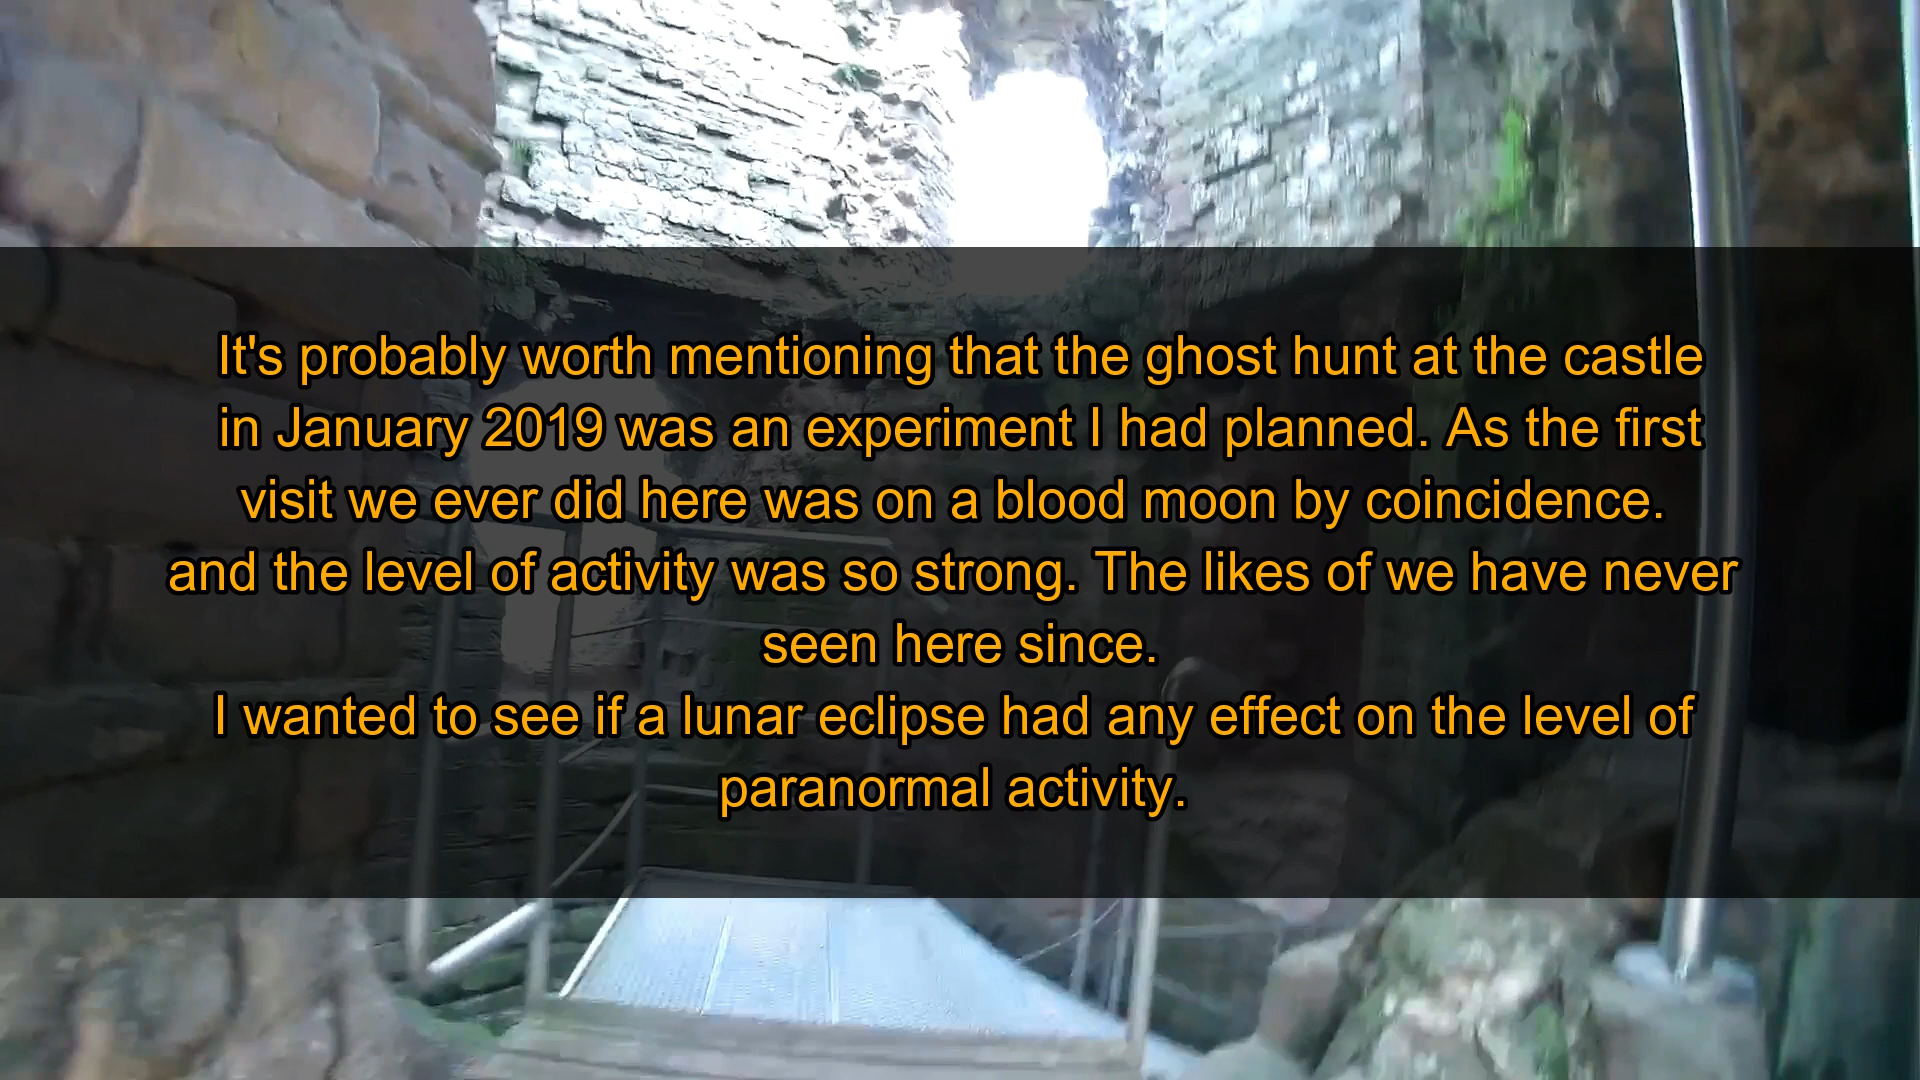 It's probably worth mentioning that the ghost hunt at the castle
in January 2019 was an experiment I had planned. As the first
visit we ever did here was on a blood moon by coincidence.
and the level of activity was so strong. The likes of we have never
seen here since.
I wanted to see if a lunar eclipse had any effect on the level of
paranormal activity.